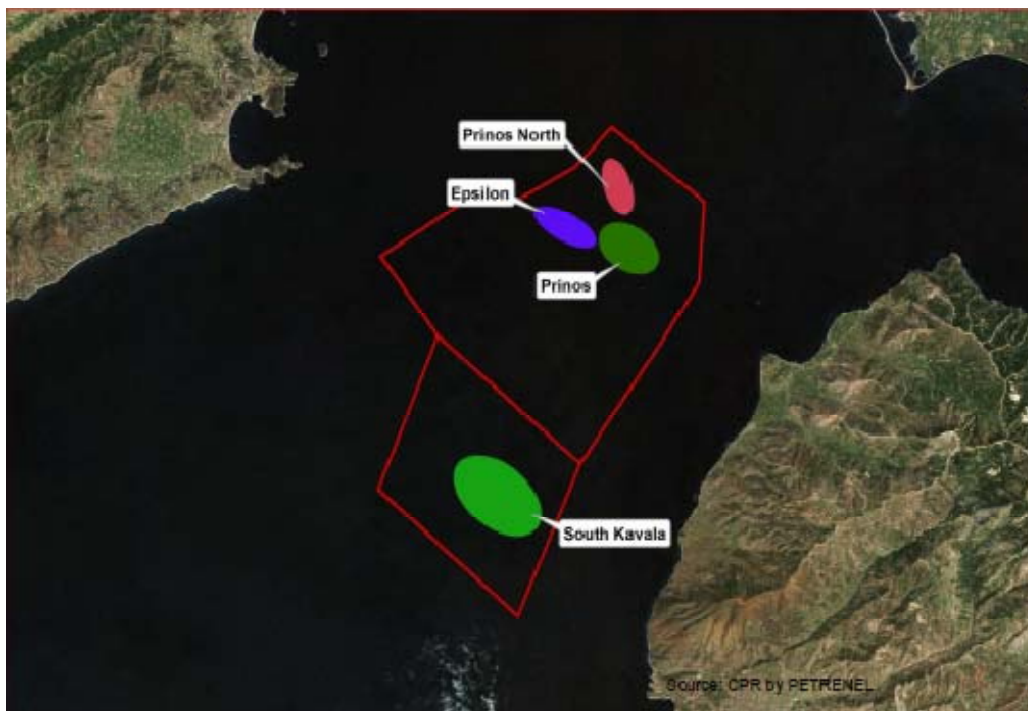 Prinos North
Epsilon
Prinos
South Kavala
Source: CPR by PETRENEL